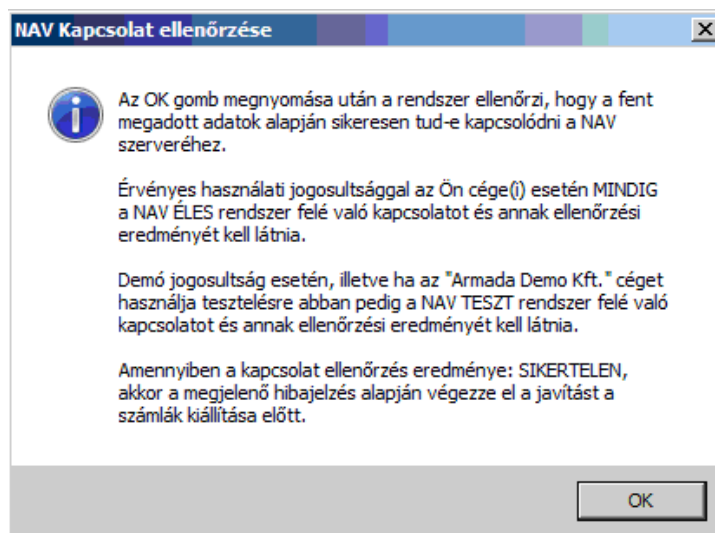 NAV Kapcsolat ellenőrzése
Az OK gomb megnyomása után a rendszer ellenőrzi, hogy a fent
megadott adatok alapján sikeresen tud-e kapcsolódni a NAV
szerveréhez.
Érvényes használati jogosultsággal az Ön cége(i) esetén MINDIG
a NAV ÉLES rendszer felé való kapcsolatot és annak ellenőrzési
eredményét kell látnia.
Demó jogosultság esetén, illetve ha az "Armada Demo Kft." céget
használja tesztelésre abban pedig a NAV TESZT rendszer felé való
kapcsolatot és annak ellenőrzési eredményét kell látnia.
Amennyiben a kapcsolat ellenőrzés eredménye: SIKERTELEN,
akkor a megjelenő hibajelzés alapján végezze el a javítást a
számlák kiállítása előtt.
OK